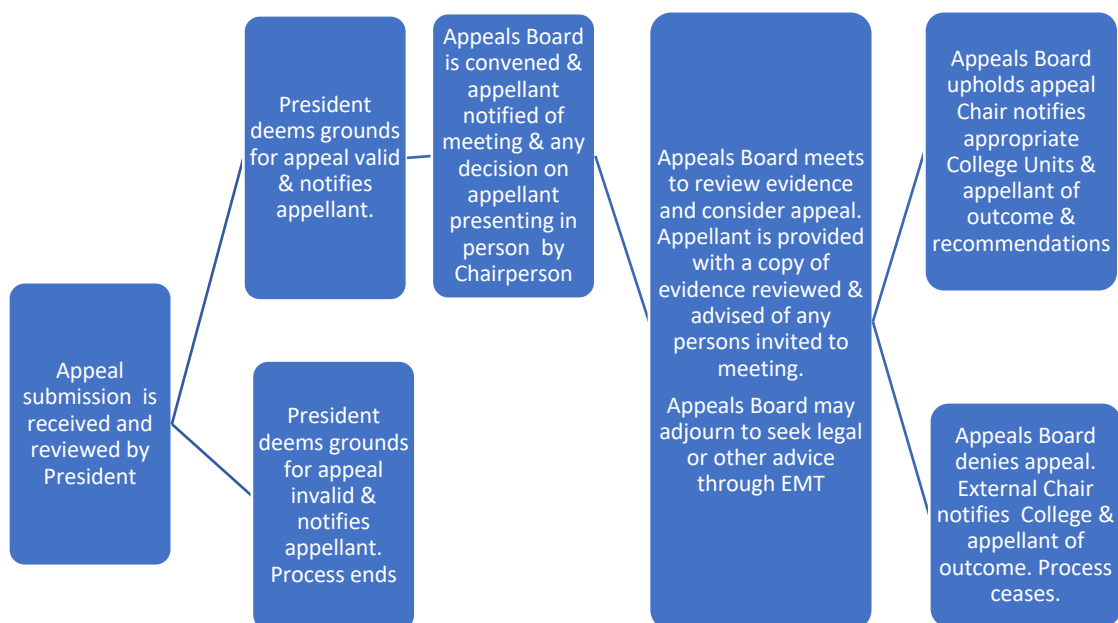 Appeal
submission is
received and
reviewed by
President
President
deems grounds
for appeal valid
& notifies
appellant.
President
deems grounds
for appeal
invalid &
notifies
appellant.
Process ends
Appeals Board
is convened &
appellant
notified of
meeting & any
decision on
appellant
presenting in
person by
Chairperson
Appeals Board meets
to review evidence
and consider appeal.
Appellant is provided
with a copy of
evidence reviewed &
advised of any
persons invited to
meeting.
Appeals Board may
adjourn to seek legal
or other advice
through EMT
Appeals Board
upholds appeal
Chair notifies
appropriate
College Units &
appellant of
outcome &
recommendations
Appeals Board
denies appeal.
External Chair
notifies College &
appellant of
outcome. Process
ceases.